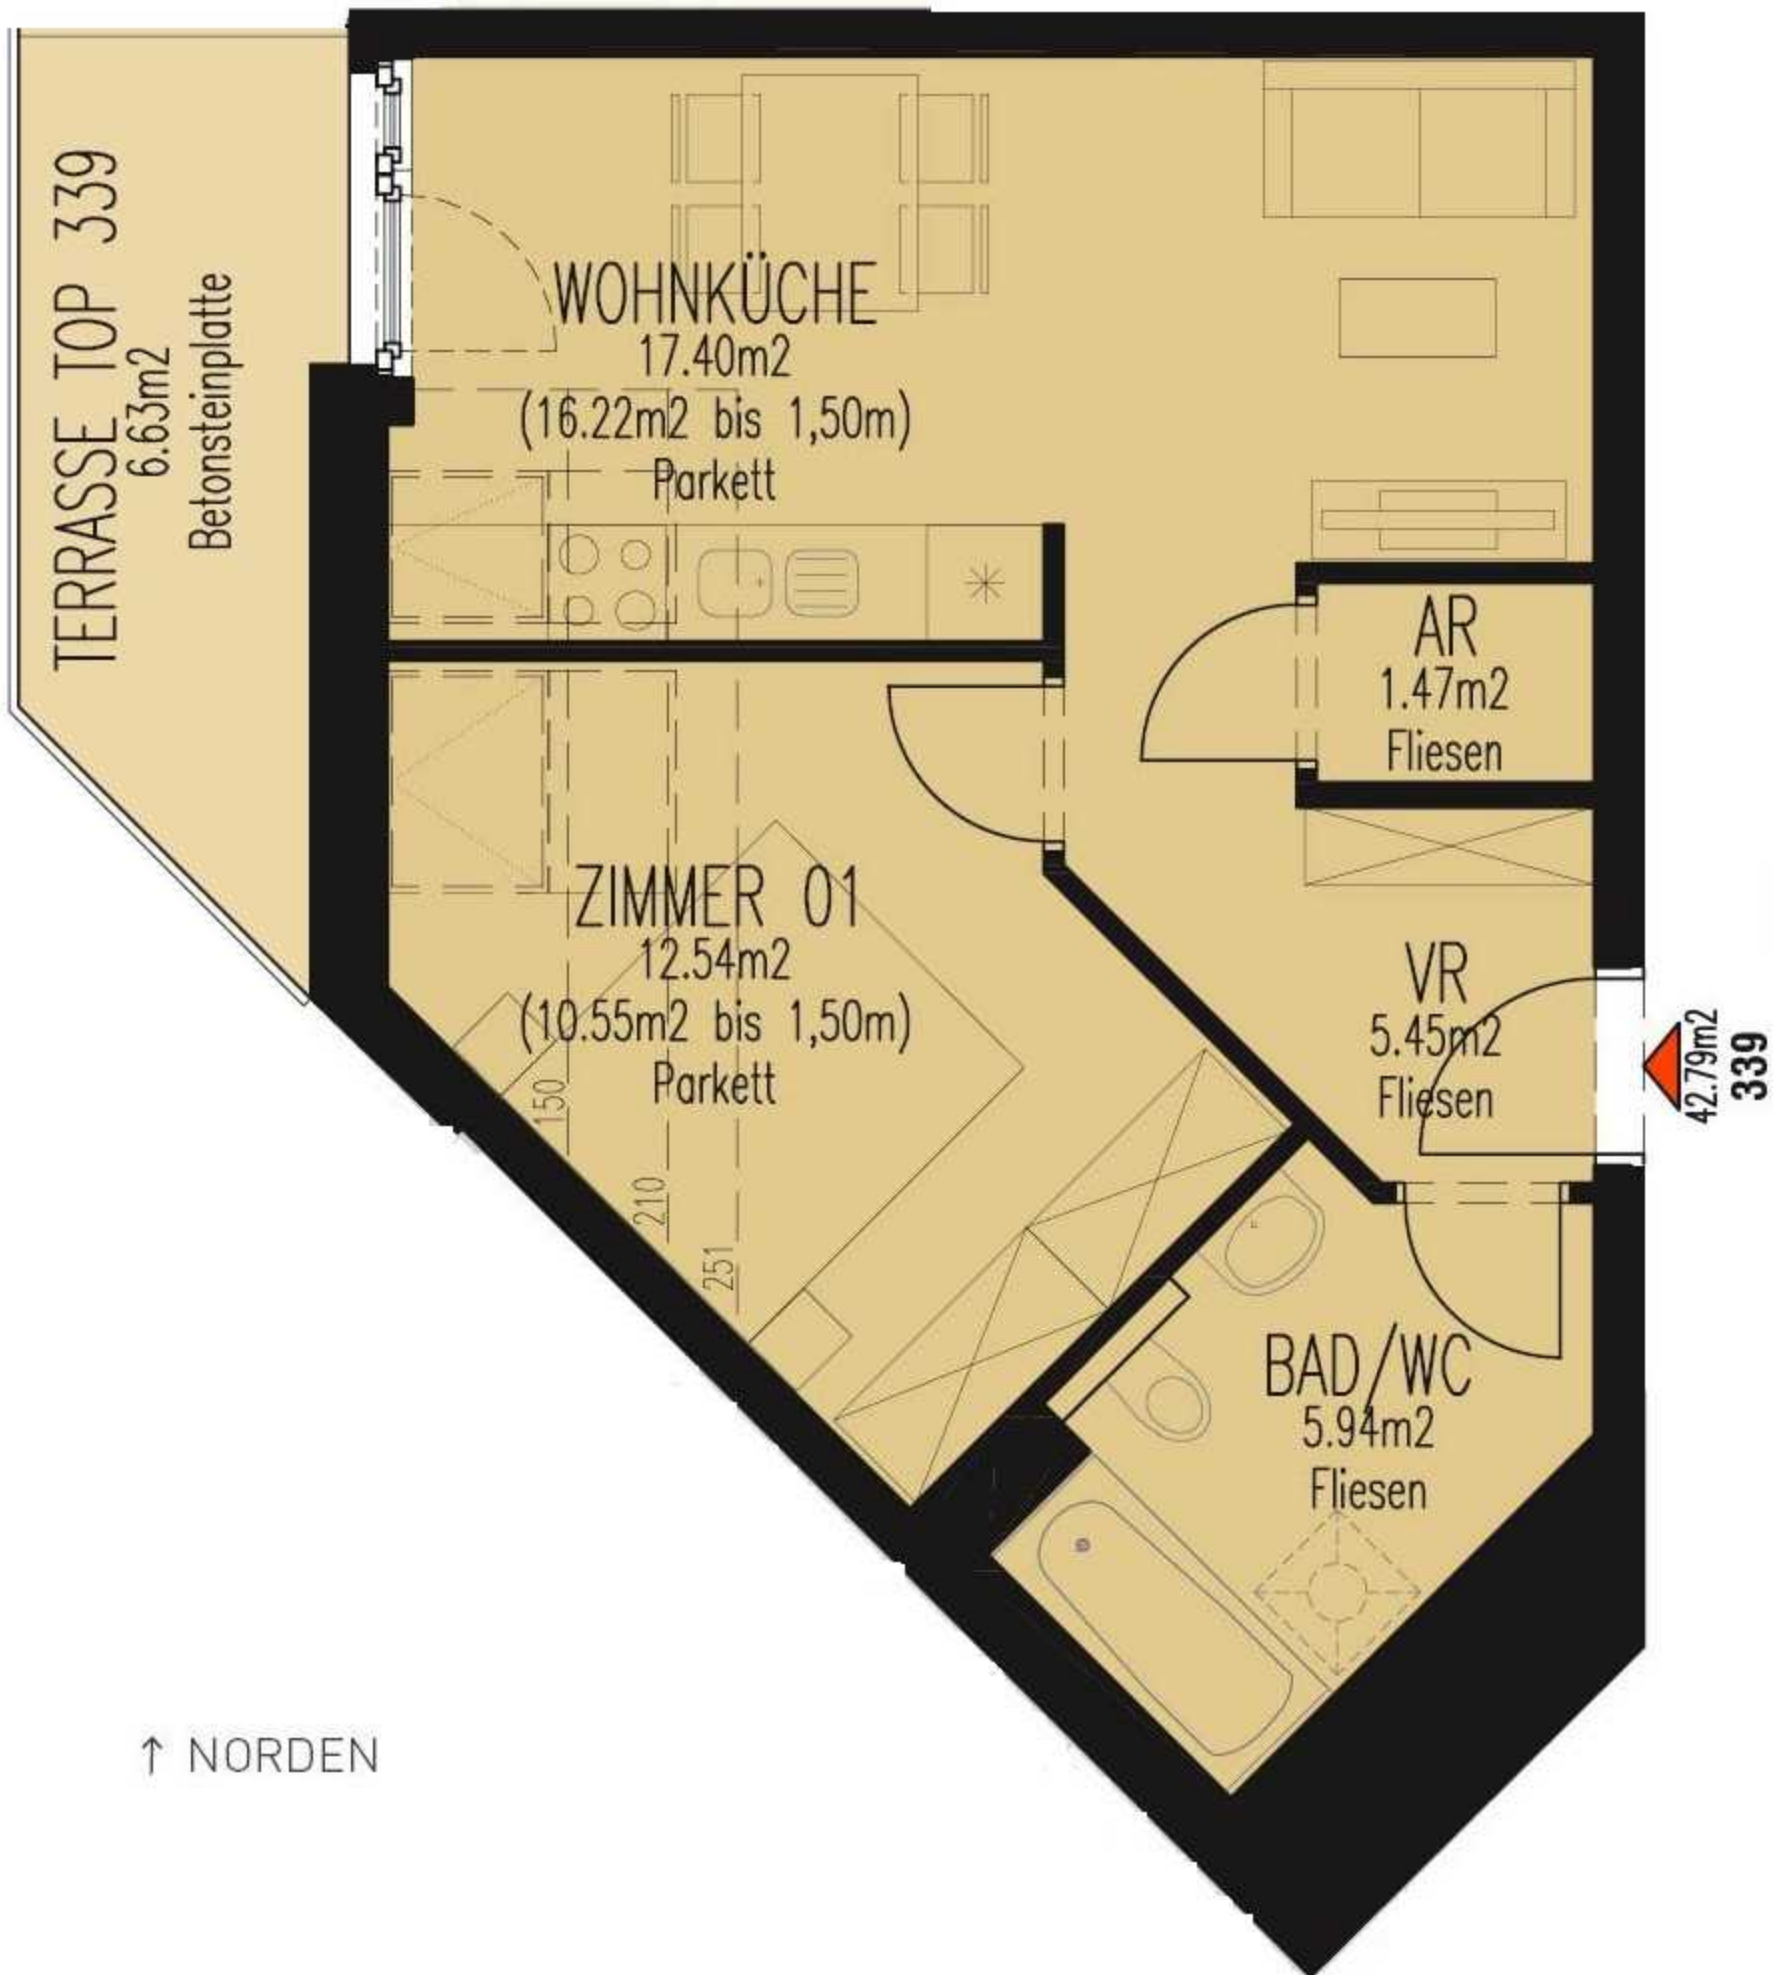 TERRASSE TOP 339
6.63m2
Betonsteinplatte
WOHNKÜCHE
17.40m2
(16.22m2 bis 1,50m)
Parkett
AR
1.47m2
Fliesen
ZIMMER 01
12.54m2
(10.55m2 bis 1,50m)
Parkett
150
210
251
VR
5.45m2
Fliesen
42.79m2
339
BAD/WC
5.94m2
Fliesen
↑ NORDEN